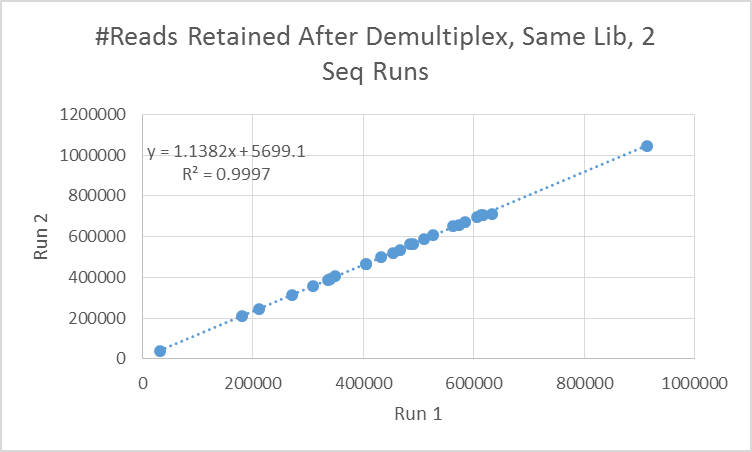 #Reads Retained After Demultiplex, Same Lib, 2
Seq Runs
1200000
1000000
800000
600000
400000
200000
0
y = 1.1382x + 5699.1
R² = 0.9997
Run 2
0 200000 400000 600000 800000 1000000
Run 1